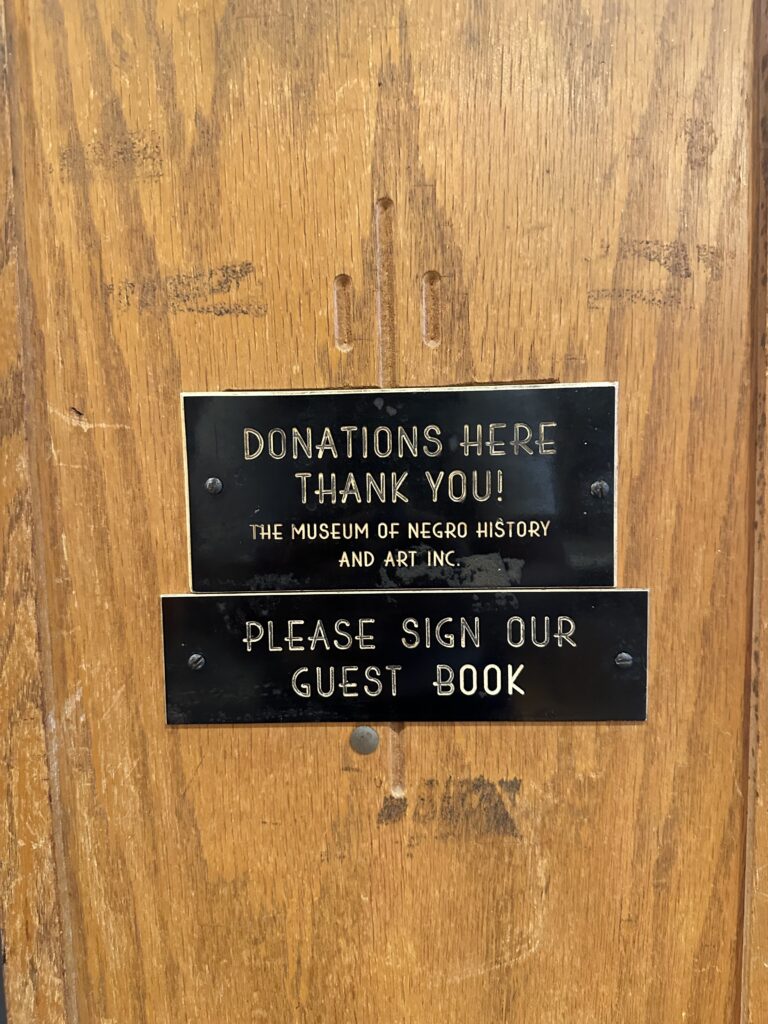 DONATIONS HERE
THANK YOU!
THE MUSEUM OF NEGRO HISTORY
AND ART INC.
PLEASE SIGN OUR
GUEST BOOK